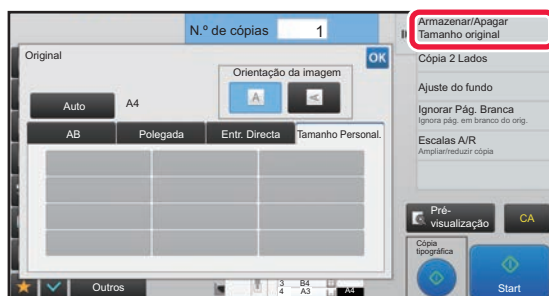 N.º de cópias 1
Original
OK
Orientação da imagem
A A
Auto A4
AB Polegada Entr. Directa Tamanho Personal.
Outros
3 B4
4 A3 A4
Armazenar/Apagar
Tamanho original
Cópia 2 Lados
Ajuste do fundo
Ignorar Pág. Branca
Ignora pág. em branco do orig.
Escalas A/R
Ampliar/reduzir cópia
Pré-
visualização
CA
Cópia
tipográfica
Start